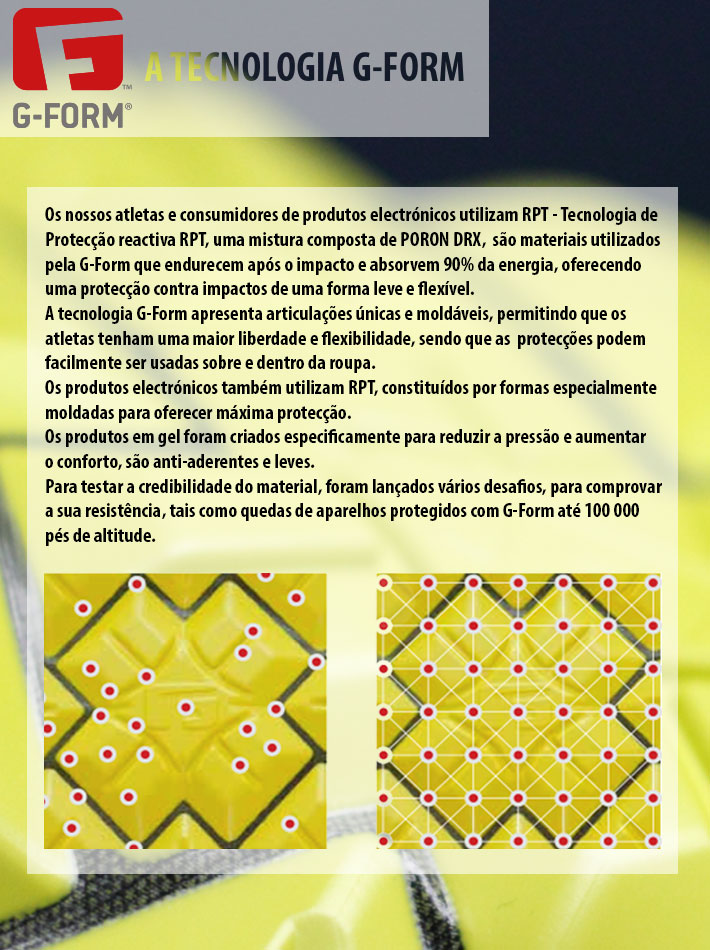 A TECNOLOGIA G-FORM
TM
G-FORM®
Os nossos atletas e consumidores de produtos electrónicos utilizam RPT - Tecnologia de
Protecção reactiva RPT, uma mistura composta de PORON DRX, são materiais utilizados
pela G-Form que endurecem após o impacto e absorvem 90% da energia, oferecendo
uma protecção contra impactos de uma forma leve e flexível.
A tecnologia G-Form apresenta articulações únicas e moldáveis, permitindo que os
atletas tenham uma maior liberdade e flexibilidade, sendo que as protecções podem
facilmente ser usadas sobre e dentro da roupa.
Os produtos electrónicos também utilizam RPT, constituídos por formas especialmente
moldadas para oferecer máxima protecção.
Os produtos em gel foram criados especificamente para reduzir a pressão e aumentar
o conforto, são anti-aderentes e leves.
Para testar a credibilidade do material, foram lançados vários desafios, para comprovar
a sua resistência, tais como quedas de aparelhos protegidos com G-Form até 100 000
pés de altitude.